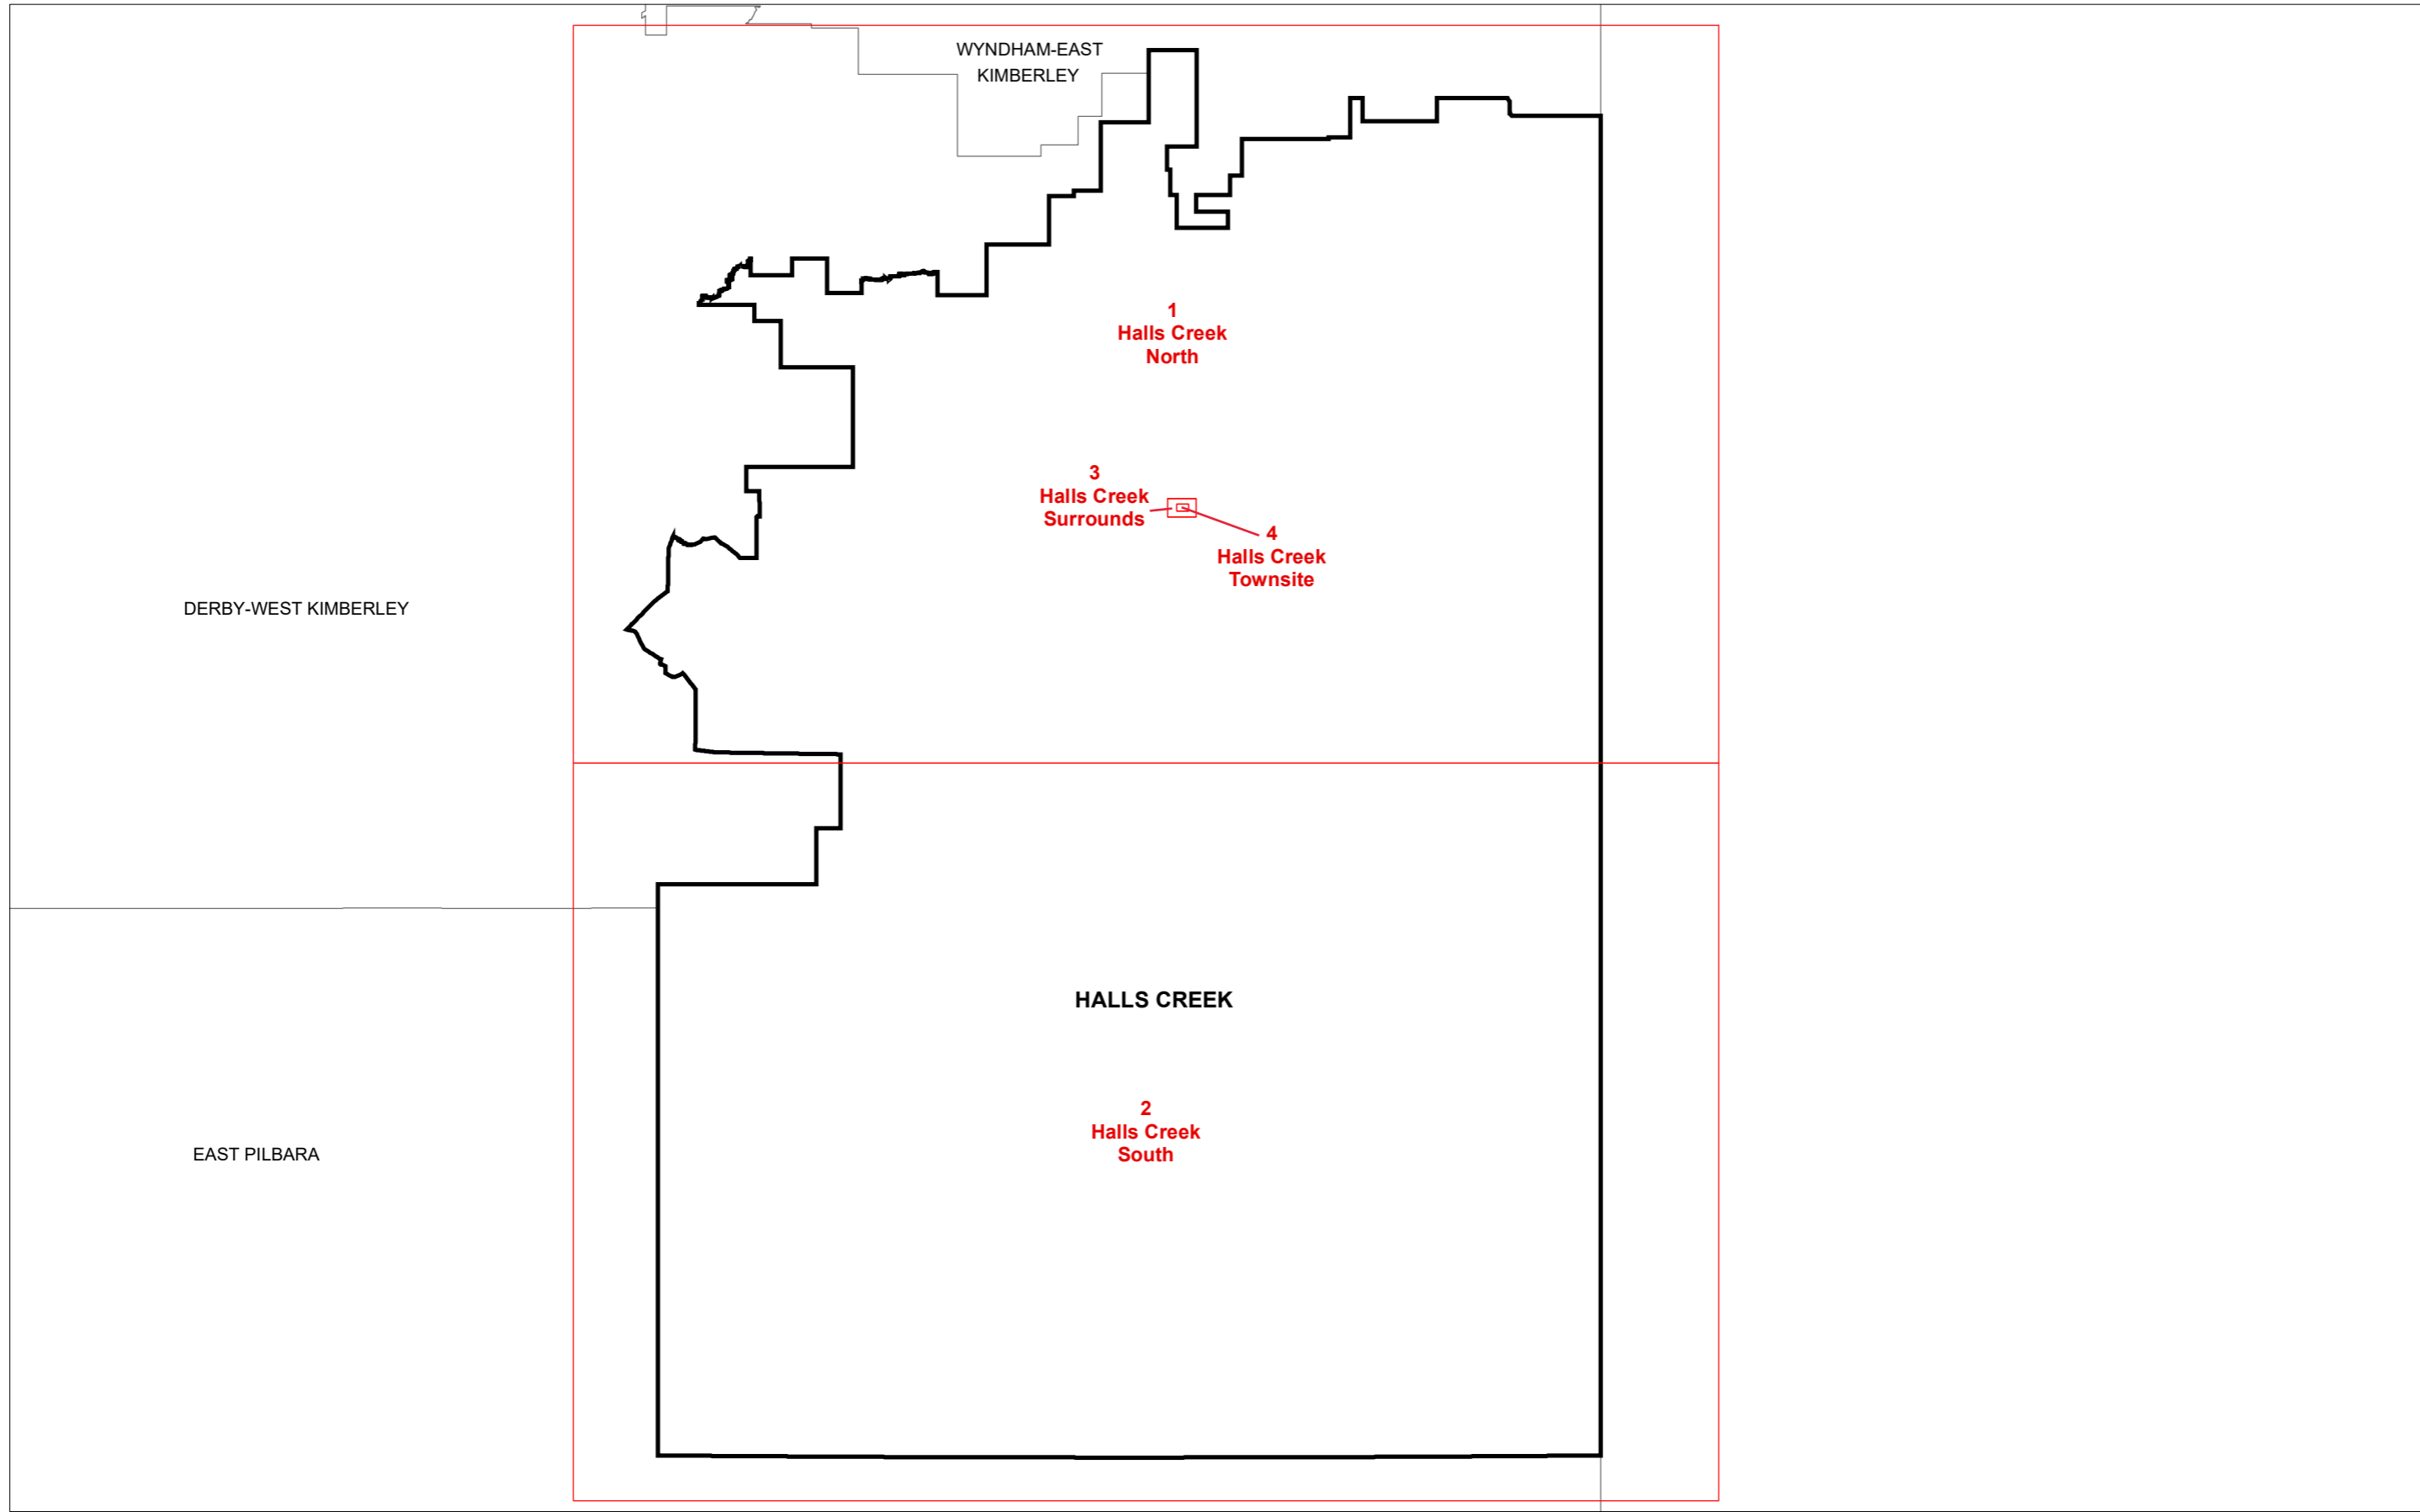 WYNDHAM-EAST
KIMBERLEY
1
Halls Creek
North
3
Halls Creek
Surrounds
4
Halls Creek
Townsite
DERBY-WEST KIMBERLEY
HALLS CREEK
2
Halls Creek
South
EAST PILBARA